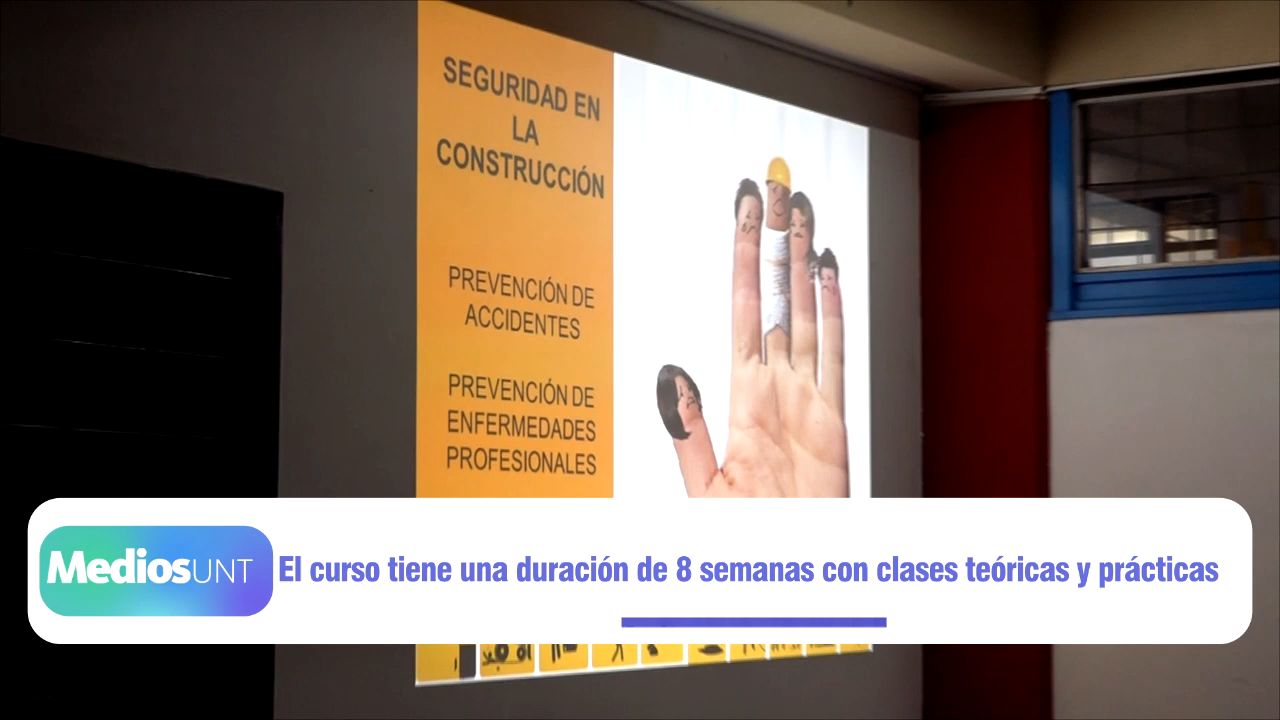 SEGURIDAD EN
LA
CONSTRUCCIÓN
PREVENCIÓN DE
ACCIDENTES
PREVENCIÓN DE
ENFERMEDADES
PROFESIONALES
MediosUNT
El curso tiene una duración de 8 semanas con clases teóricas y prácticas